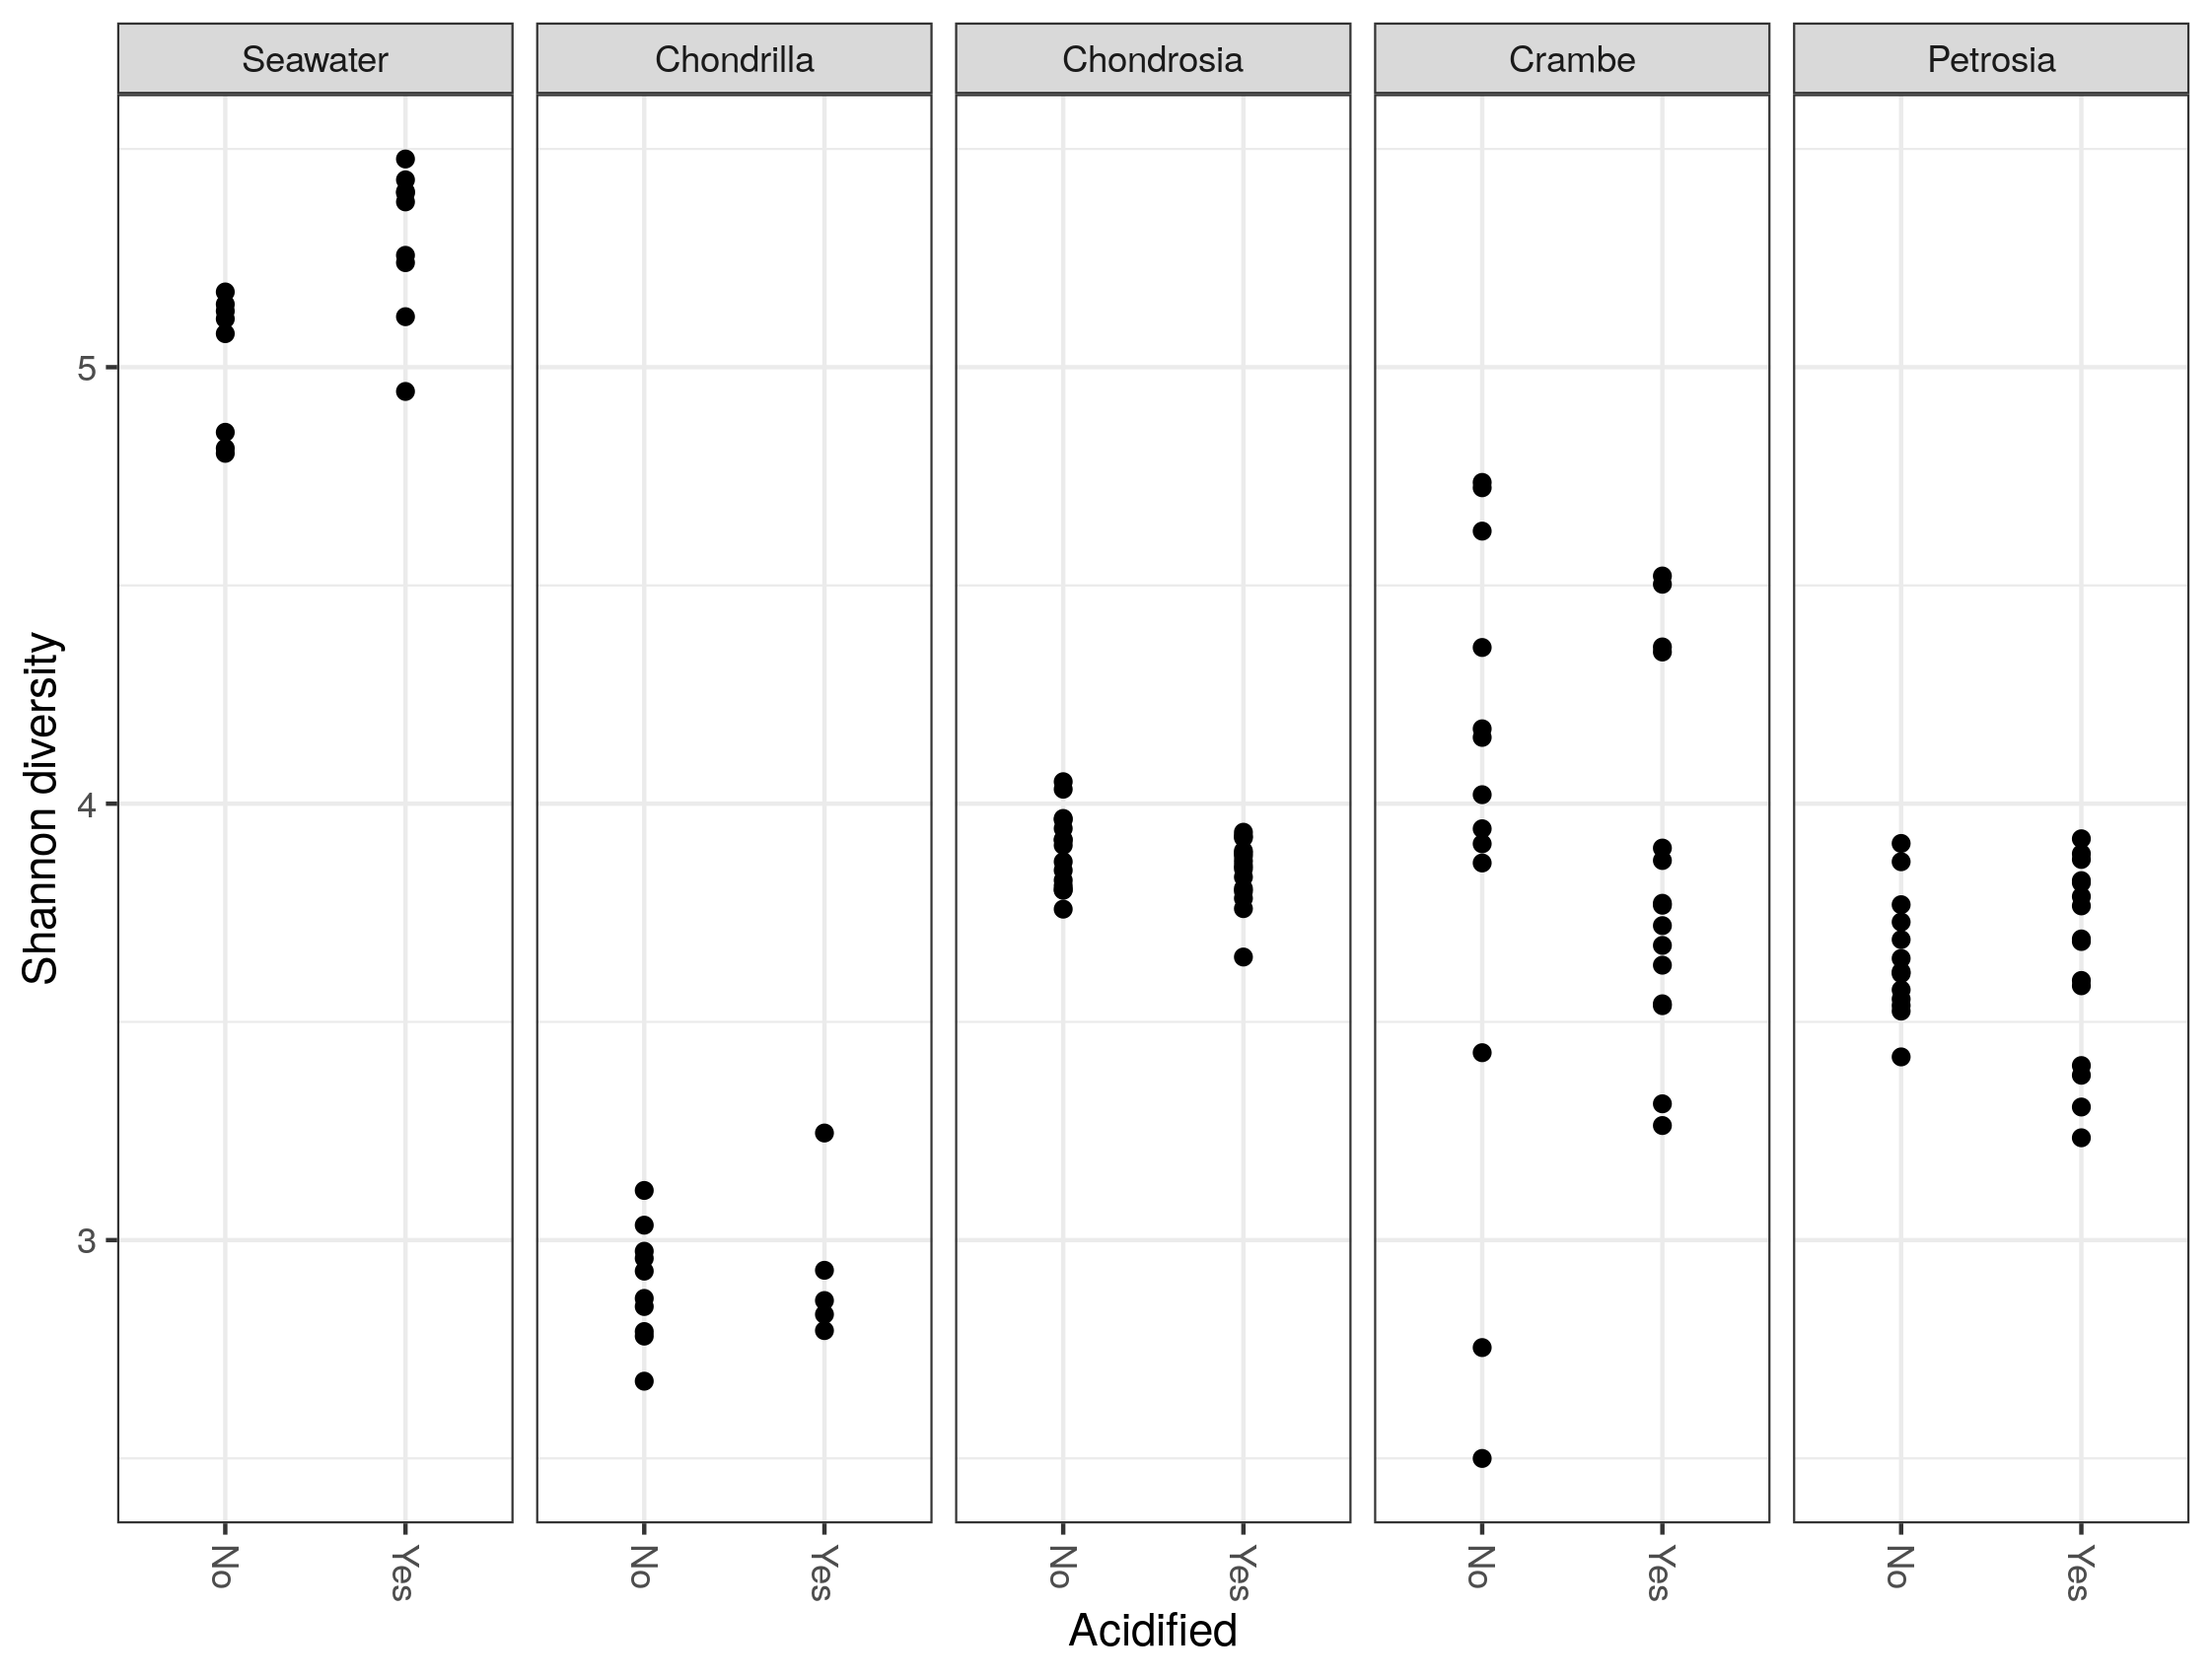 Seawater Chondrilla Chondrosia Crambe Petrosia
Shannon diversity
5
4
3
No Yes No Yes No Yes No Yes No Yes
Acidified